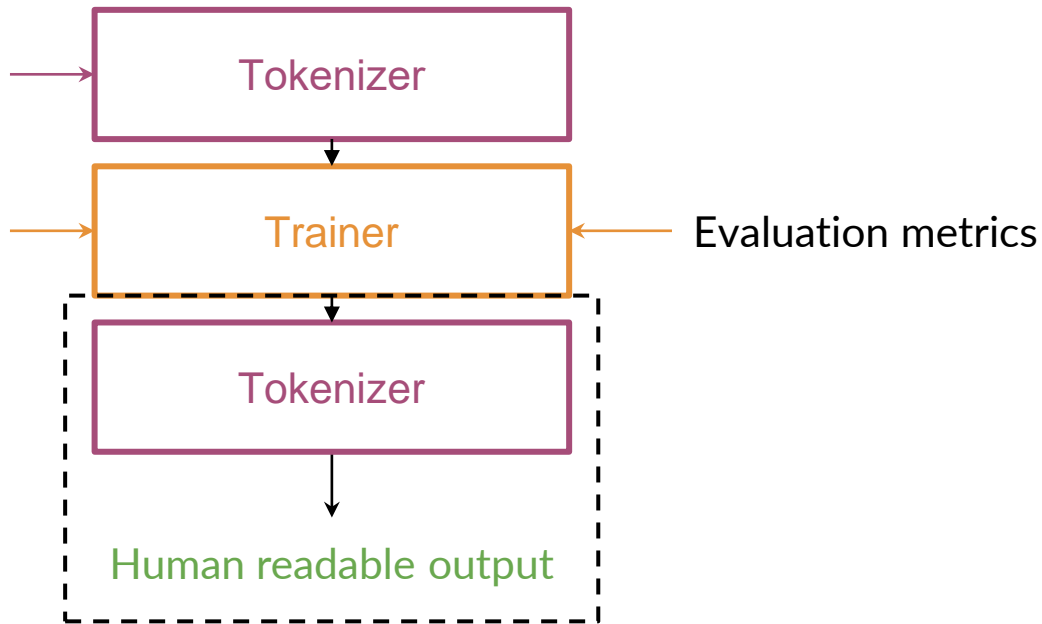 Tokenizer
Trainer
Evaluation metrics
Tokenizer
Human readable output